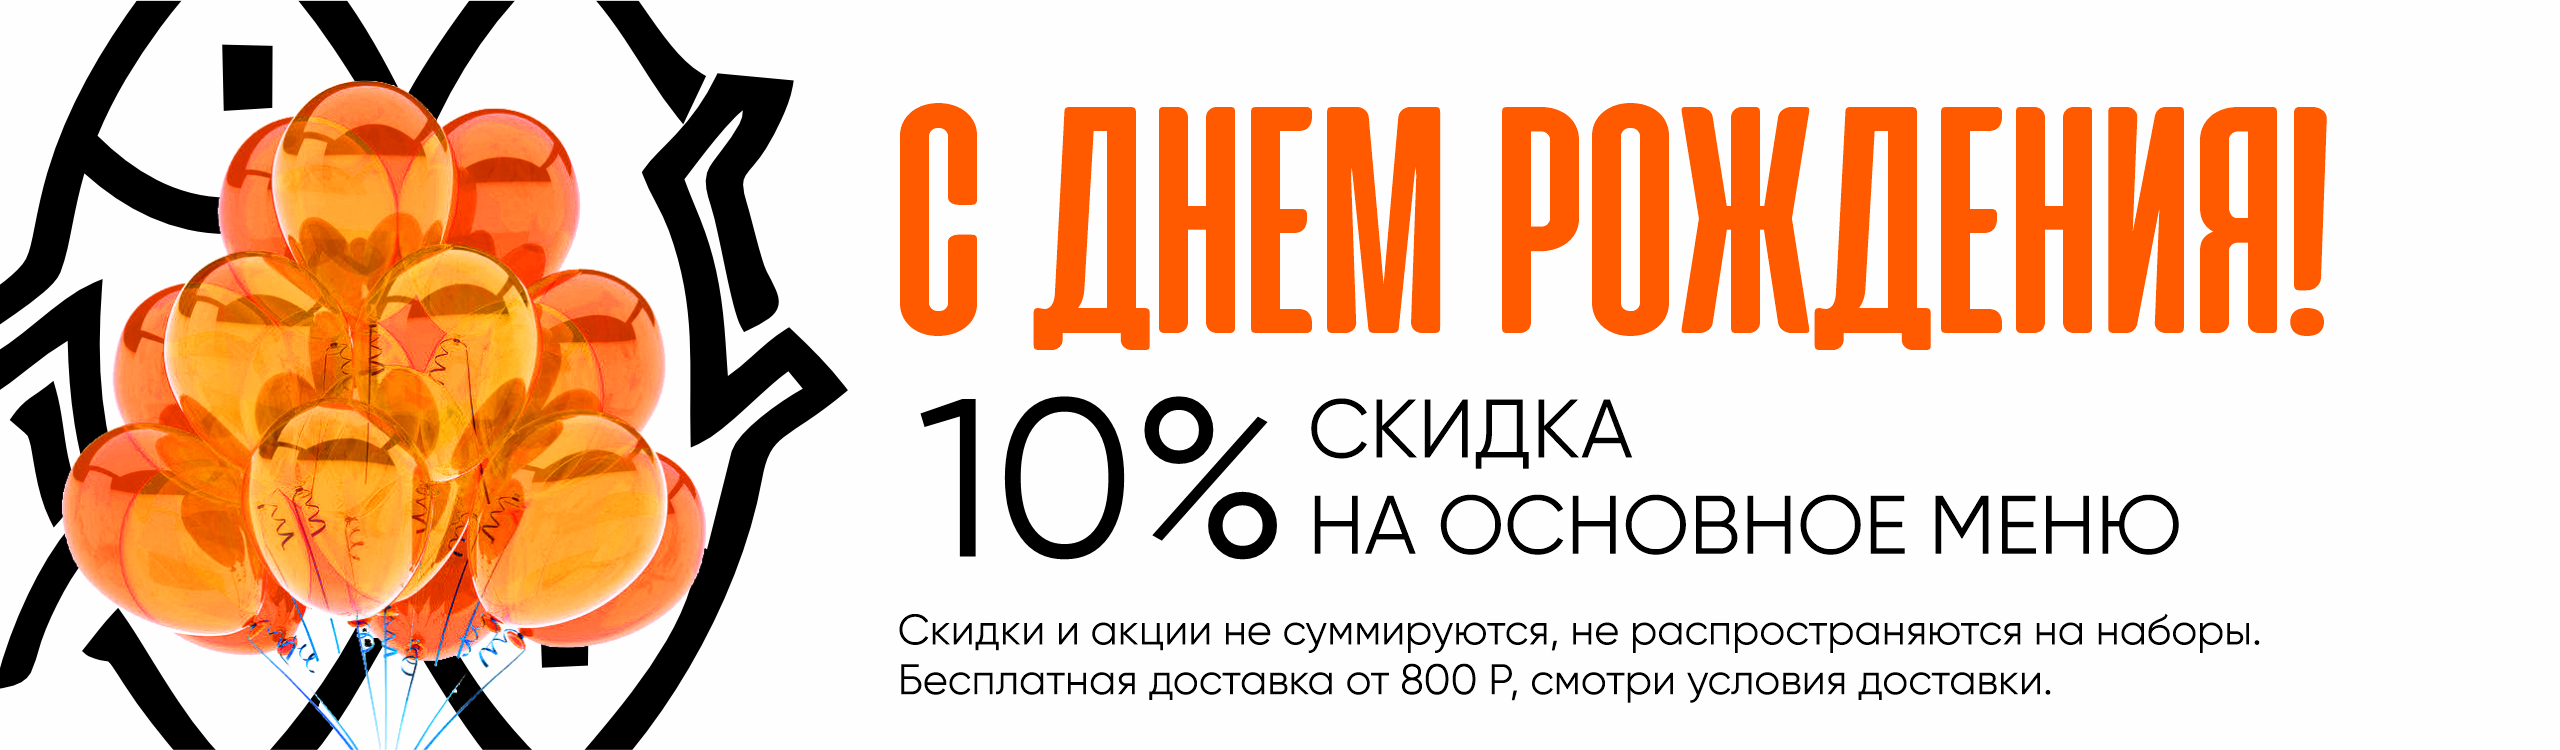 С ДНЕМ РОЖДЕНИЯ!
10% СКИДКА
НА ОСНОВНОЕ МЕНЮ
Скидки и акции не суммируются, не распространяются на наборы.
Бесплатная доставка от 800 Р, смотри условия доставки.